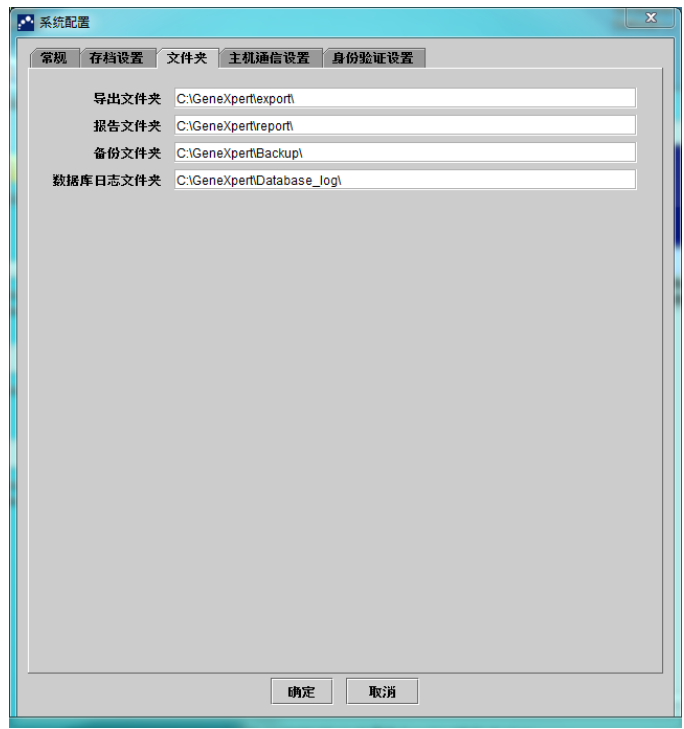 系统配置
常规 存档设置 文件夹 主机通信设置 身份验证设置
导出文件夹 C:\GeneXpert\export\
报告文件夹 C:\GeneXpert\report\
备份文件夹 C:\GeneXpert\Backup\
数据库日志文件夹 C:\GeneXpert\Database_log\
确定 取消